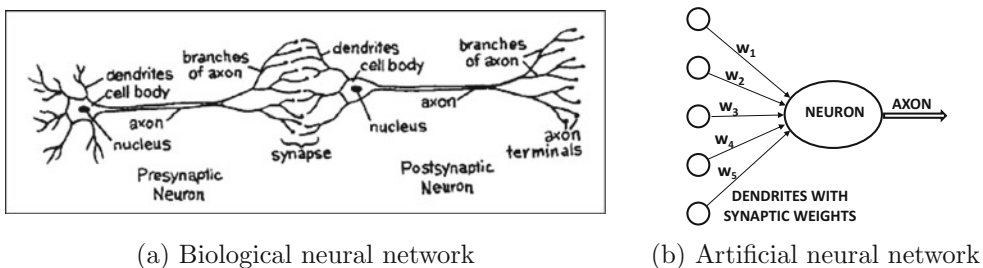 dendrites
cell body
axon
nucleus
Presynaptic
Neuron
branches
of axon
synapse
dendrites
cell body
nucleus
axon
Postsynaptic
Neuron
branches
of axon
axon
terminals
(a) Biological neural network
w1
w2
w3
w4
w5
NEURON
AXON
DENDRITES WITH
SYNAPTIC WEIGHTS
(b) Artificial neural network